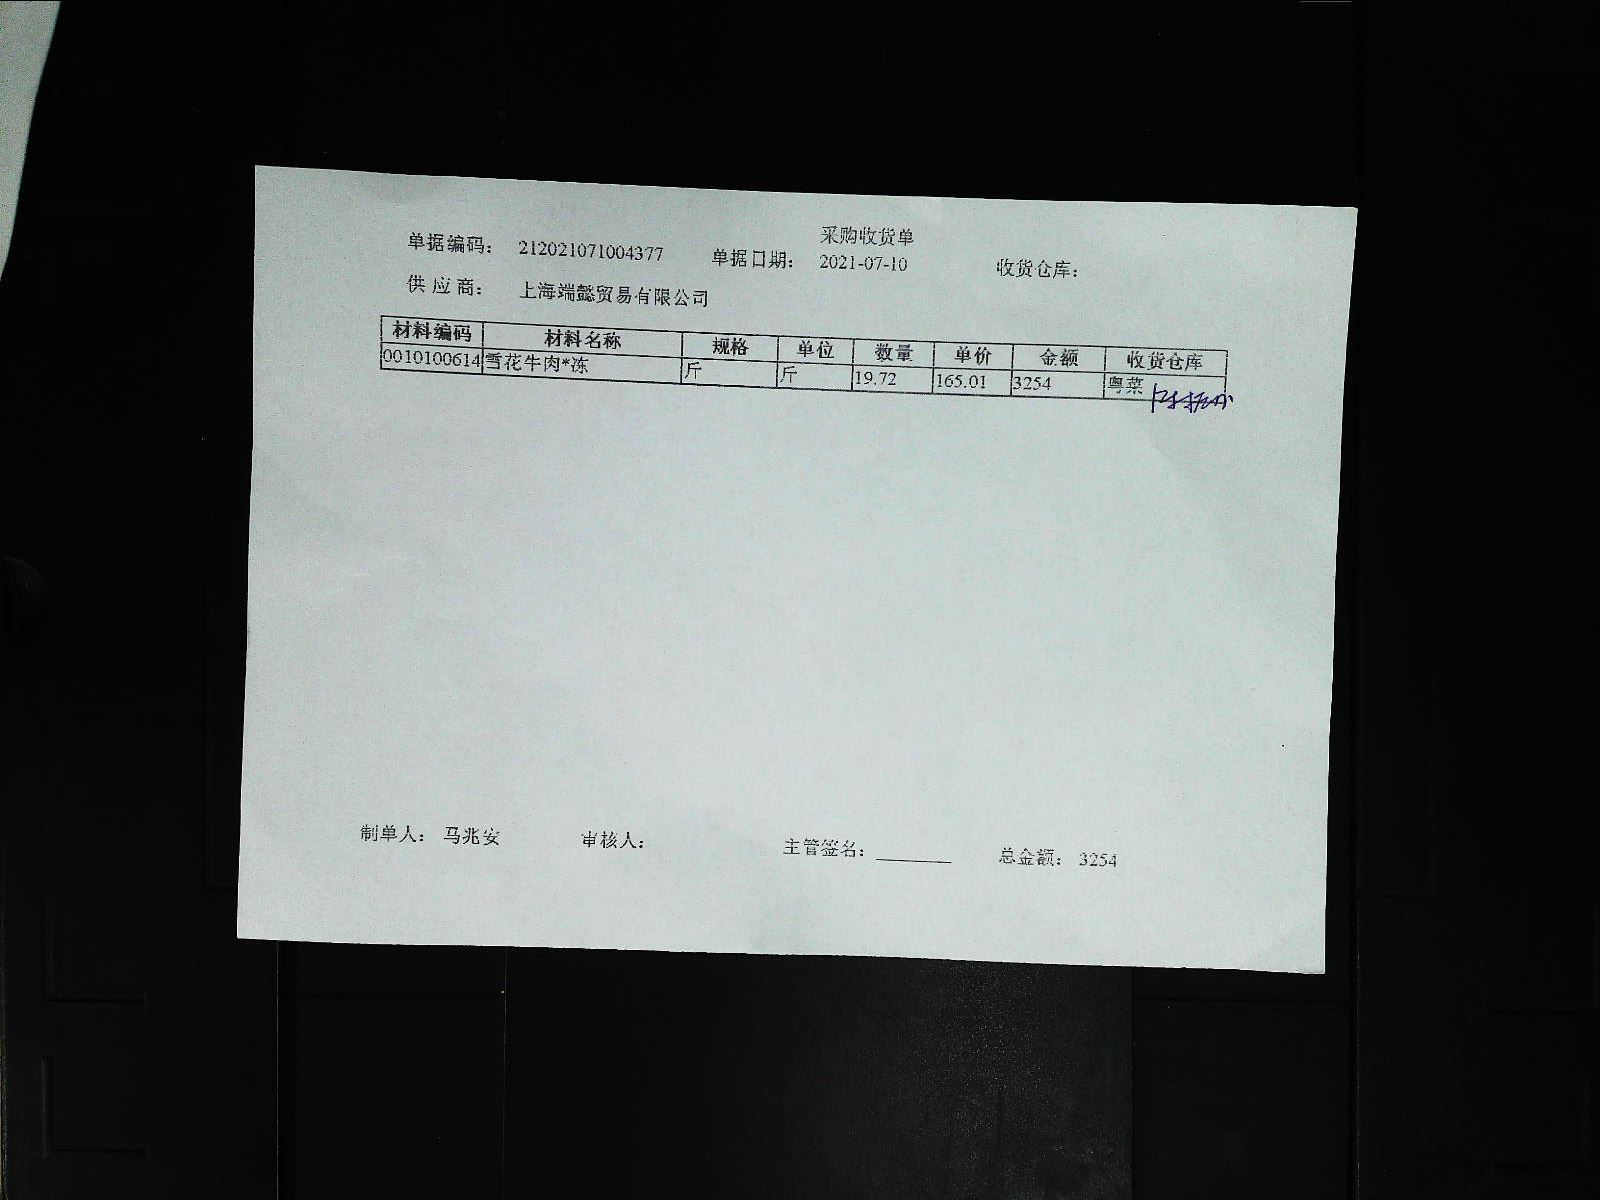 采购收货单
单据编码： 212021071004377 单据日期： 2021-07-10 收货仓库：
供 应 商： 上海端懿贸易有限公司
材料编码 材料名称 规格 单位 数量 单价 金额 收货仓库
0010100614 雪花牛肉*冻 斤 斤 19.72 165.01 3254 粤菜
制单人： 马兆安 审核人： 主管签名： 总金额： 3254